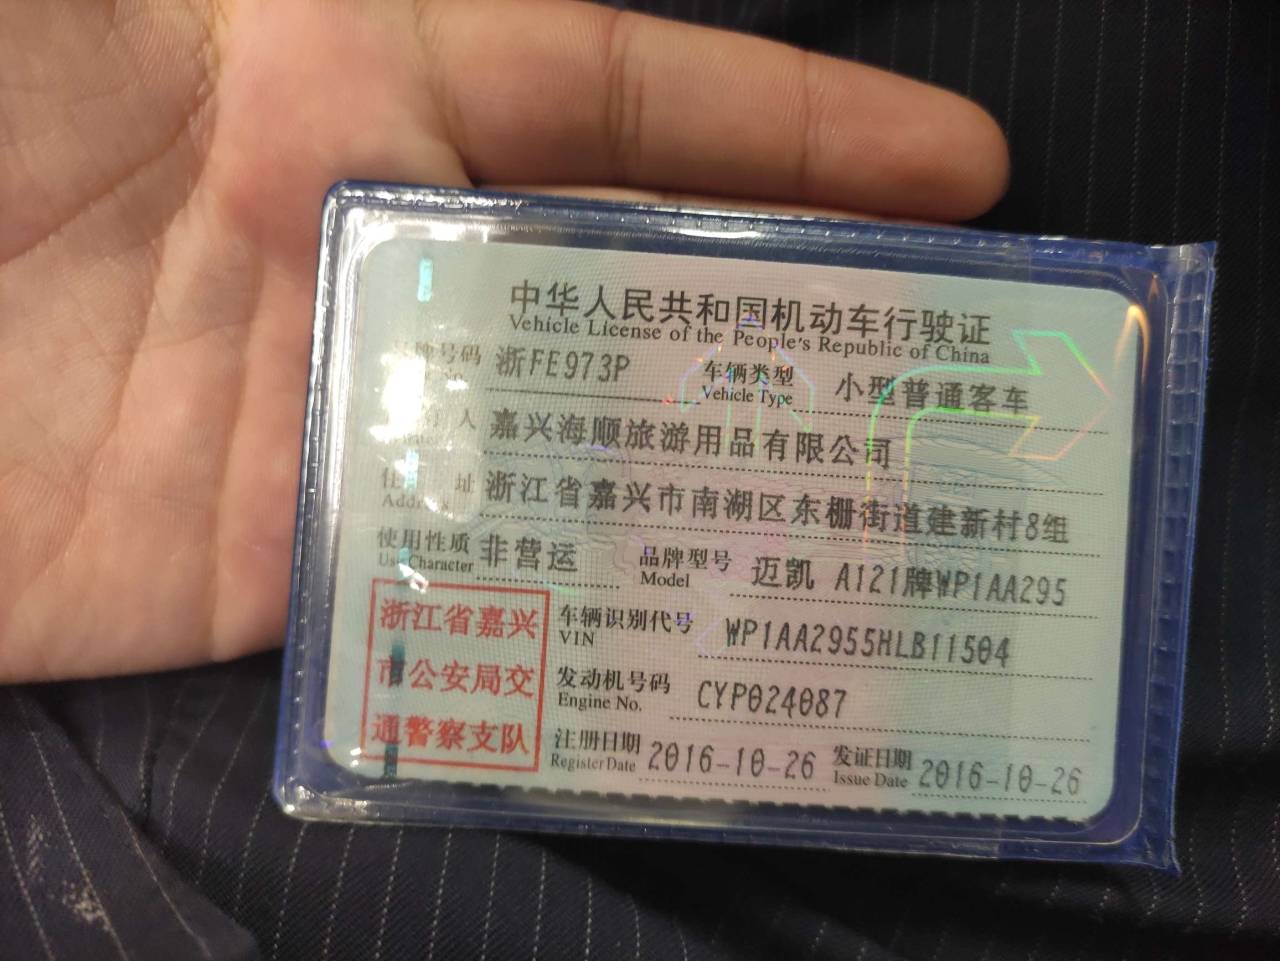 中华人民共和国机动车行驶证
Vehicle License of the People's Republic of China
牌号码 浙FE973P 车辆类型 小型普通客车
No. Vehicle Type
人 嘉兴海顺旅游用品有限公司
住 址 浙江省嘉兴市南湖区东栅街道建新村8组
Address
使用性质 非营运 品牌型号 迈凯 A121牌WP1AA295
Use Character Model
浙江省嘉兴
市公安局交
通警察支队
车辆识别代号 WP1AA2955HLB11504
VIN
发动机号码 CYP024087
Engine No.
注册日期 2016-10-26 发证日期 2016-10-26
Register Date Issue Date